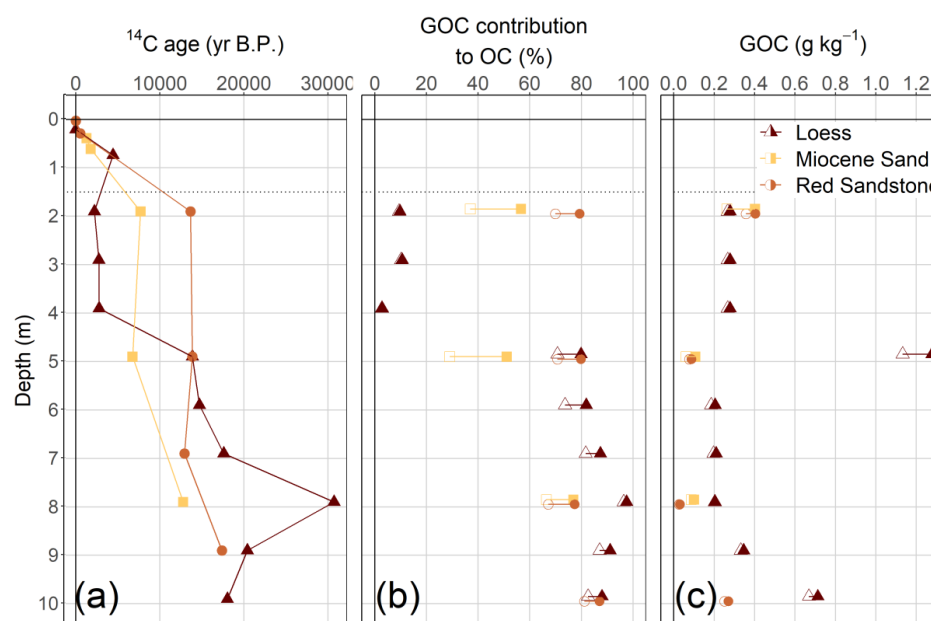 ¹⁴C age (yr B.P.)
GOC contribution
to OC (%)
GOC (g kg⁻¹)
0 10000 20000 30000
0 20 40 60 80 100
0.0 0.2 0.4 0.6 0.8 1.0 1.2
Depth (m)
0
1
2
3
4
5
6
7
8
9
10
Loess
Miocene Sand
Red Sandstone
(a)
(b)
(c)